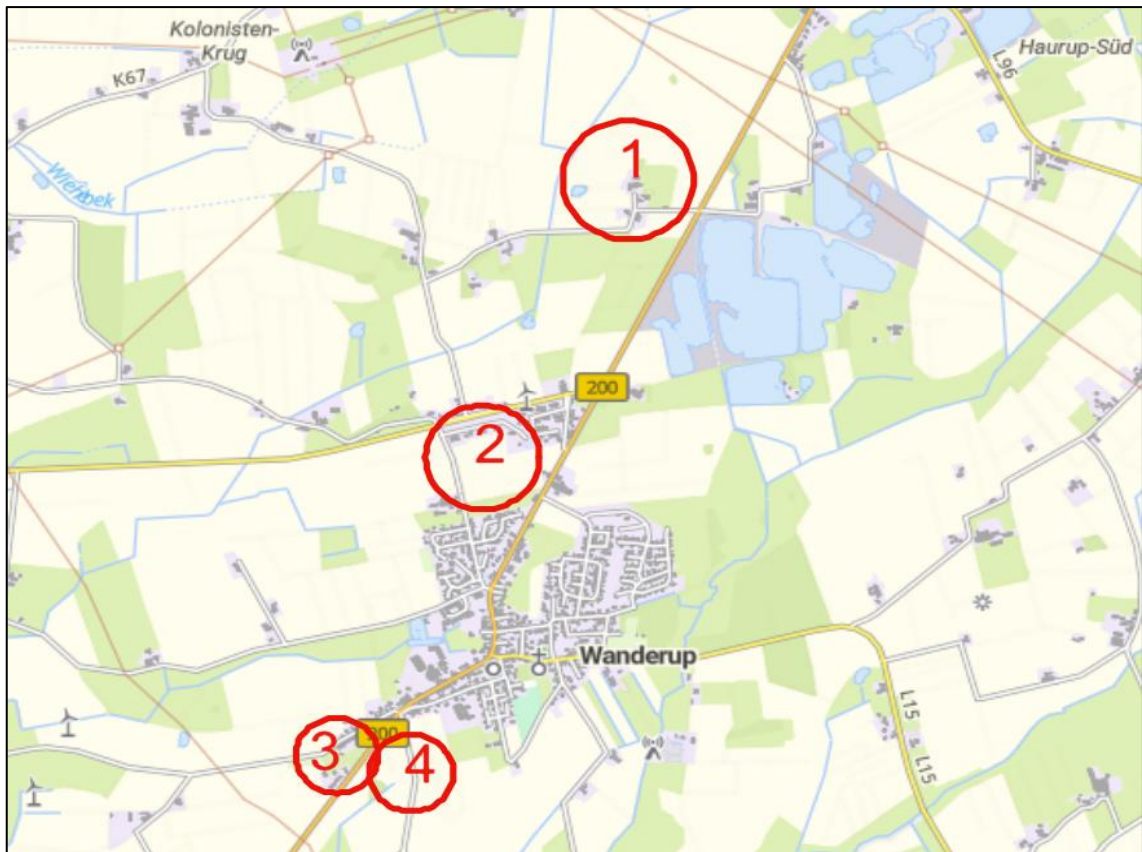 Kolonisten-
Krug
K67
L96
Haurup-Süd
1
Wiehbek
200
2
Wanderup
L15
L15
200
3
4